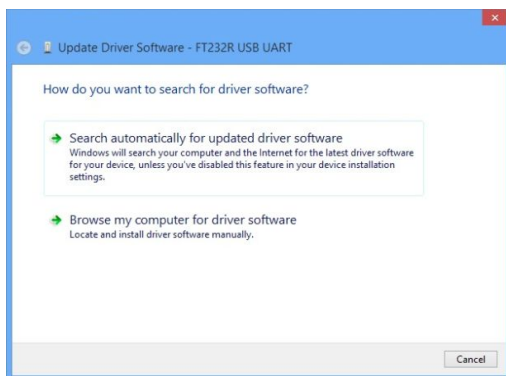 Update Driver Software - FT232R USB UART
How do you want to search for driver software?
Search automatically for updated driver software
Windows will search your computer and the Internet for the latest driver software
for your device, unless you've disabled this feature in your device installation
settings.
Browse my computer for driver software
Locate and install driver software manually.
Cancel